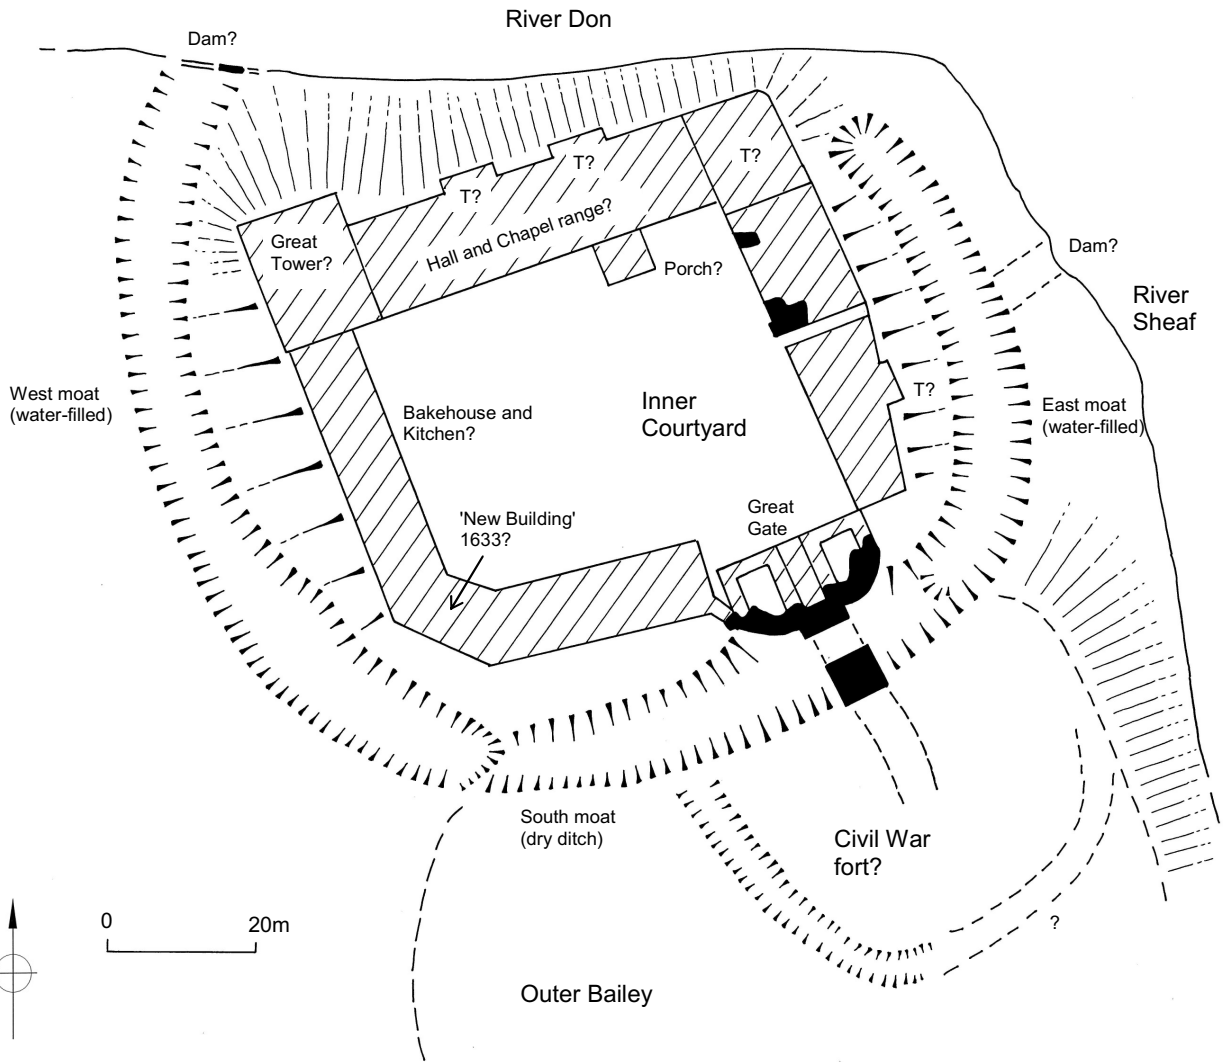 River Don
Dam?
T?
T?
T?
Great
Tower?
Hall and Chapel range?
Porch?
Dam?
River
Sheaf
West moat
(water-filled)
Bakehouse and
Kitchen?
Inner
Courtyard
T?
East moat
(water-filled)
'New Building'
1633?
Great
Gate
South moat
(dry ditch)
Civil War
fort?
0 20m
?
Outer Bailey